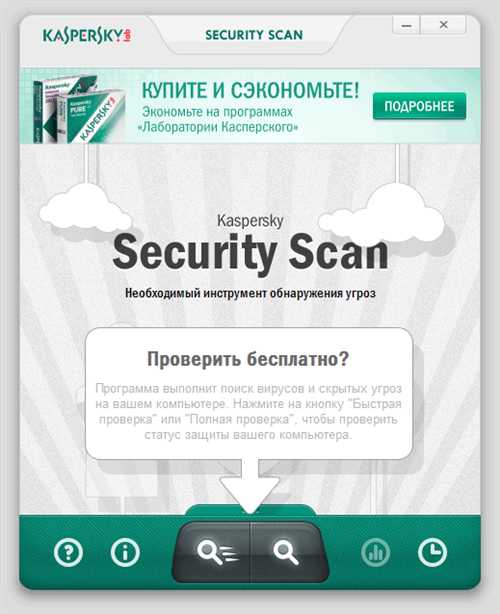 KASPERSKY lab
SECURITY SCAN
КУПИТЕ И СЭКОНОМЬТЕ!
Экономьте на программах
«Лаборатории Касперского»
ПОДРОБНЕЕ
KASPERSKY
PURE
KASPERSKY
Kaspersky
Security Scan
Необходимый инструмент обнаружения угроз
Проверить бесплатно?
Программа выполнит поиск вирусов и скрытых угроз
на вашем компьютере. Нажмите на кнопку "Быстрая
проверка" или "Полная проверка", чтобы проверить
статус защиты вашего компьютера.